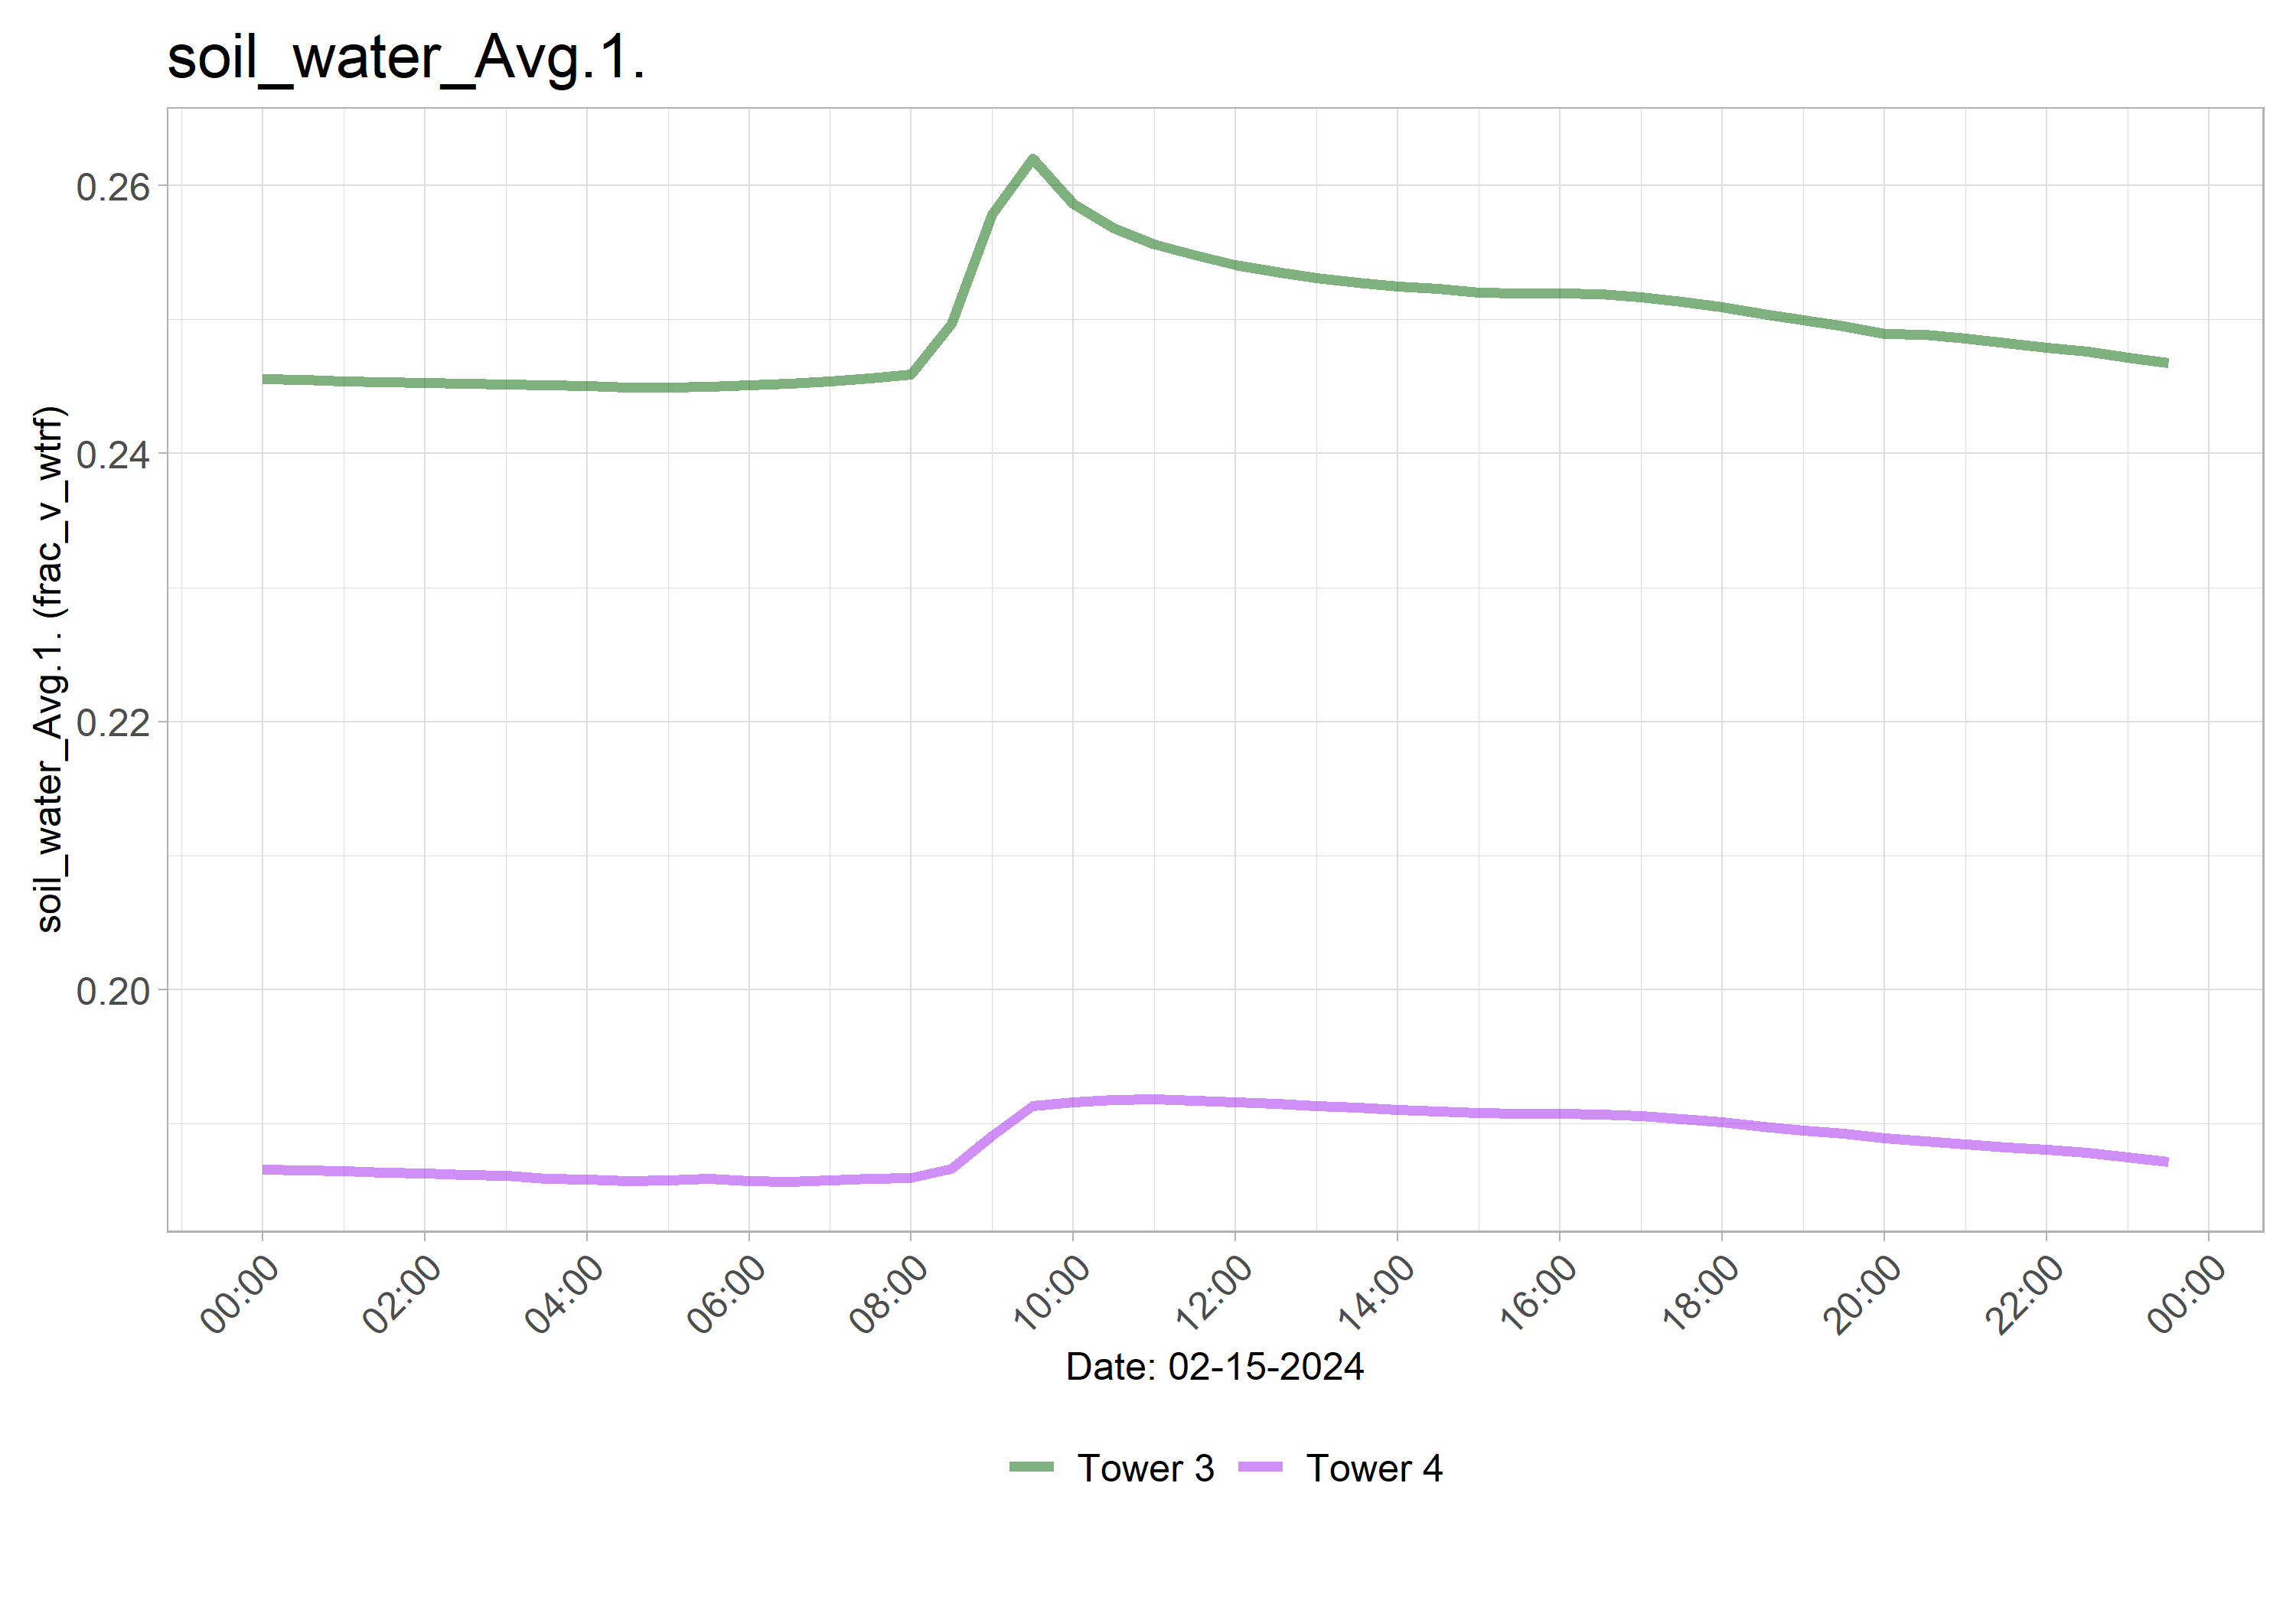 soil_water_Avg.1.
soil_water_Avg.1. (frac_v_wtrf)
0.26
0.24
0.22
0.20
00:00 02:00 04:00 06:00 08:00 10:00 12:00 14:00 16:00 18:00 20:00 22:00 00:00
Date: 02-15-2024
Tower 3 Tower 4